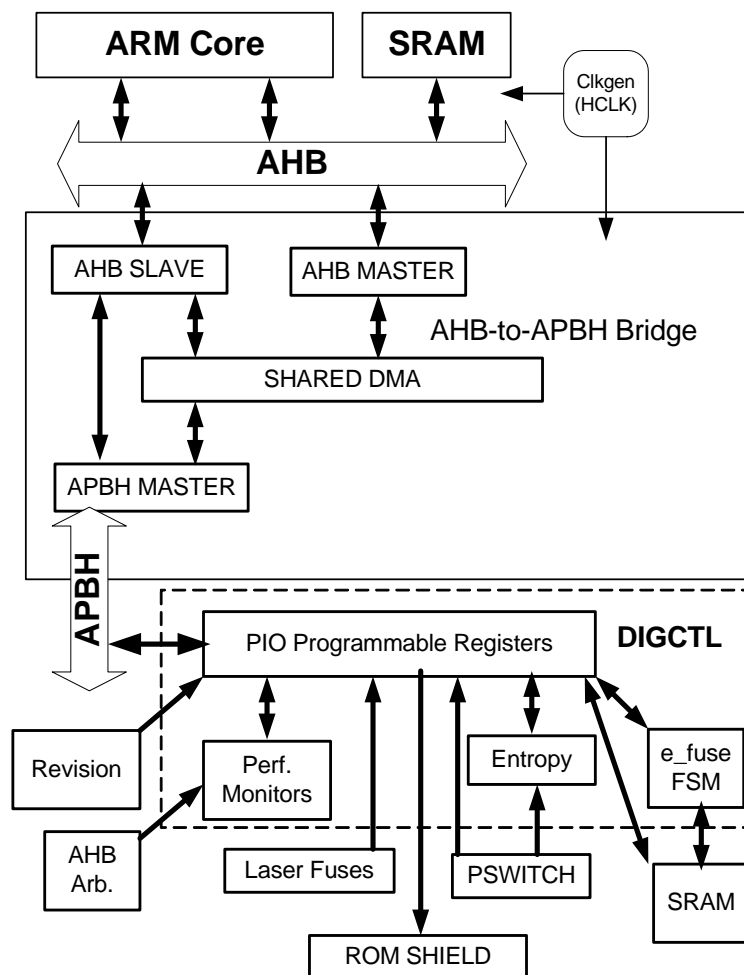 ARM Core
SRAM
Clkgen
(HCLK)
AHB
AHB SLAVE
AHB MASTER
AHB-to-APBH Bridge
SHARED DMA
APBH MASTER
APBH
PIO Programmable Registers
DIGCTL
Revision
Perf.
Monitors
Entropy
e_fuse
FSM
AHB
Arb.
Laser Fuses
PSWITCH
SRAM
ROM SHIELD